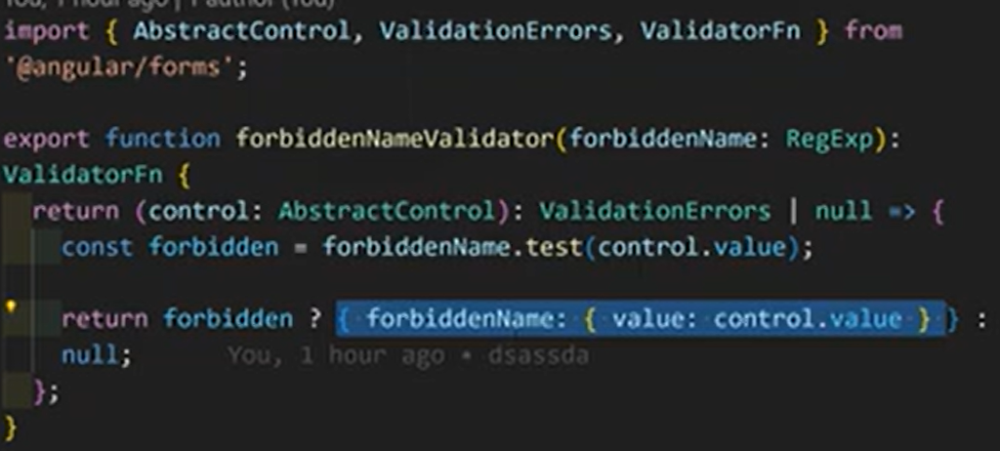 You, 1 hour ago | 1 author (You)
import { AbstractControl, ValidationErrors, ValidatorFn } from
'@angular/forms';
export function forbiddenNameValidator(forbiddenName: RegExp):
ValidatorFn {
return (control: AbstractControl): ValidationErrors | null => {
const forbidden = forbiddenName.test(control.value);
return forbidden ? { forbiddenName: { value: control.value } } :
null; You, 1 hour ago • dsassda
};
}